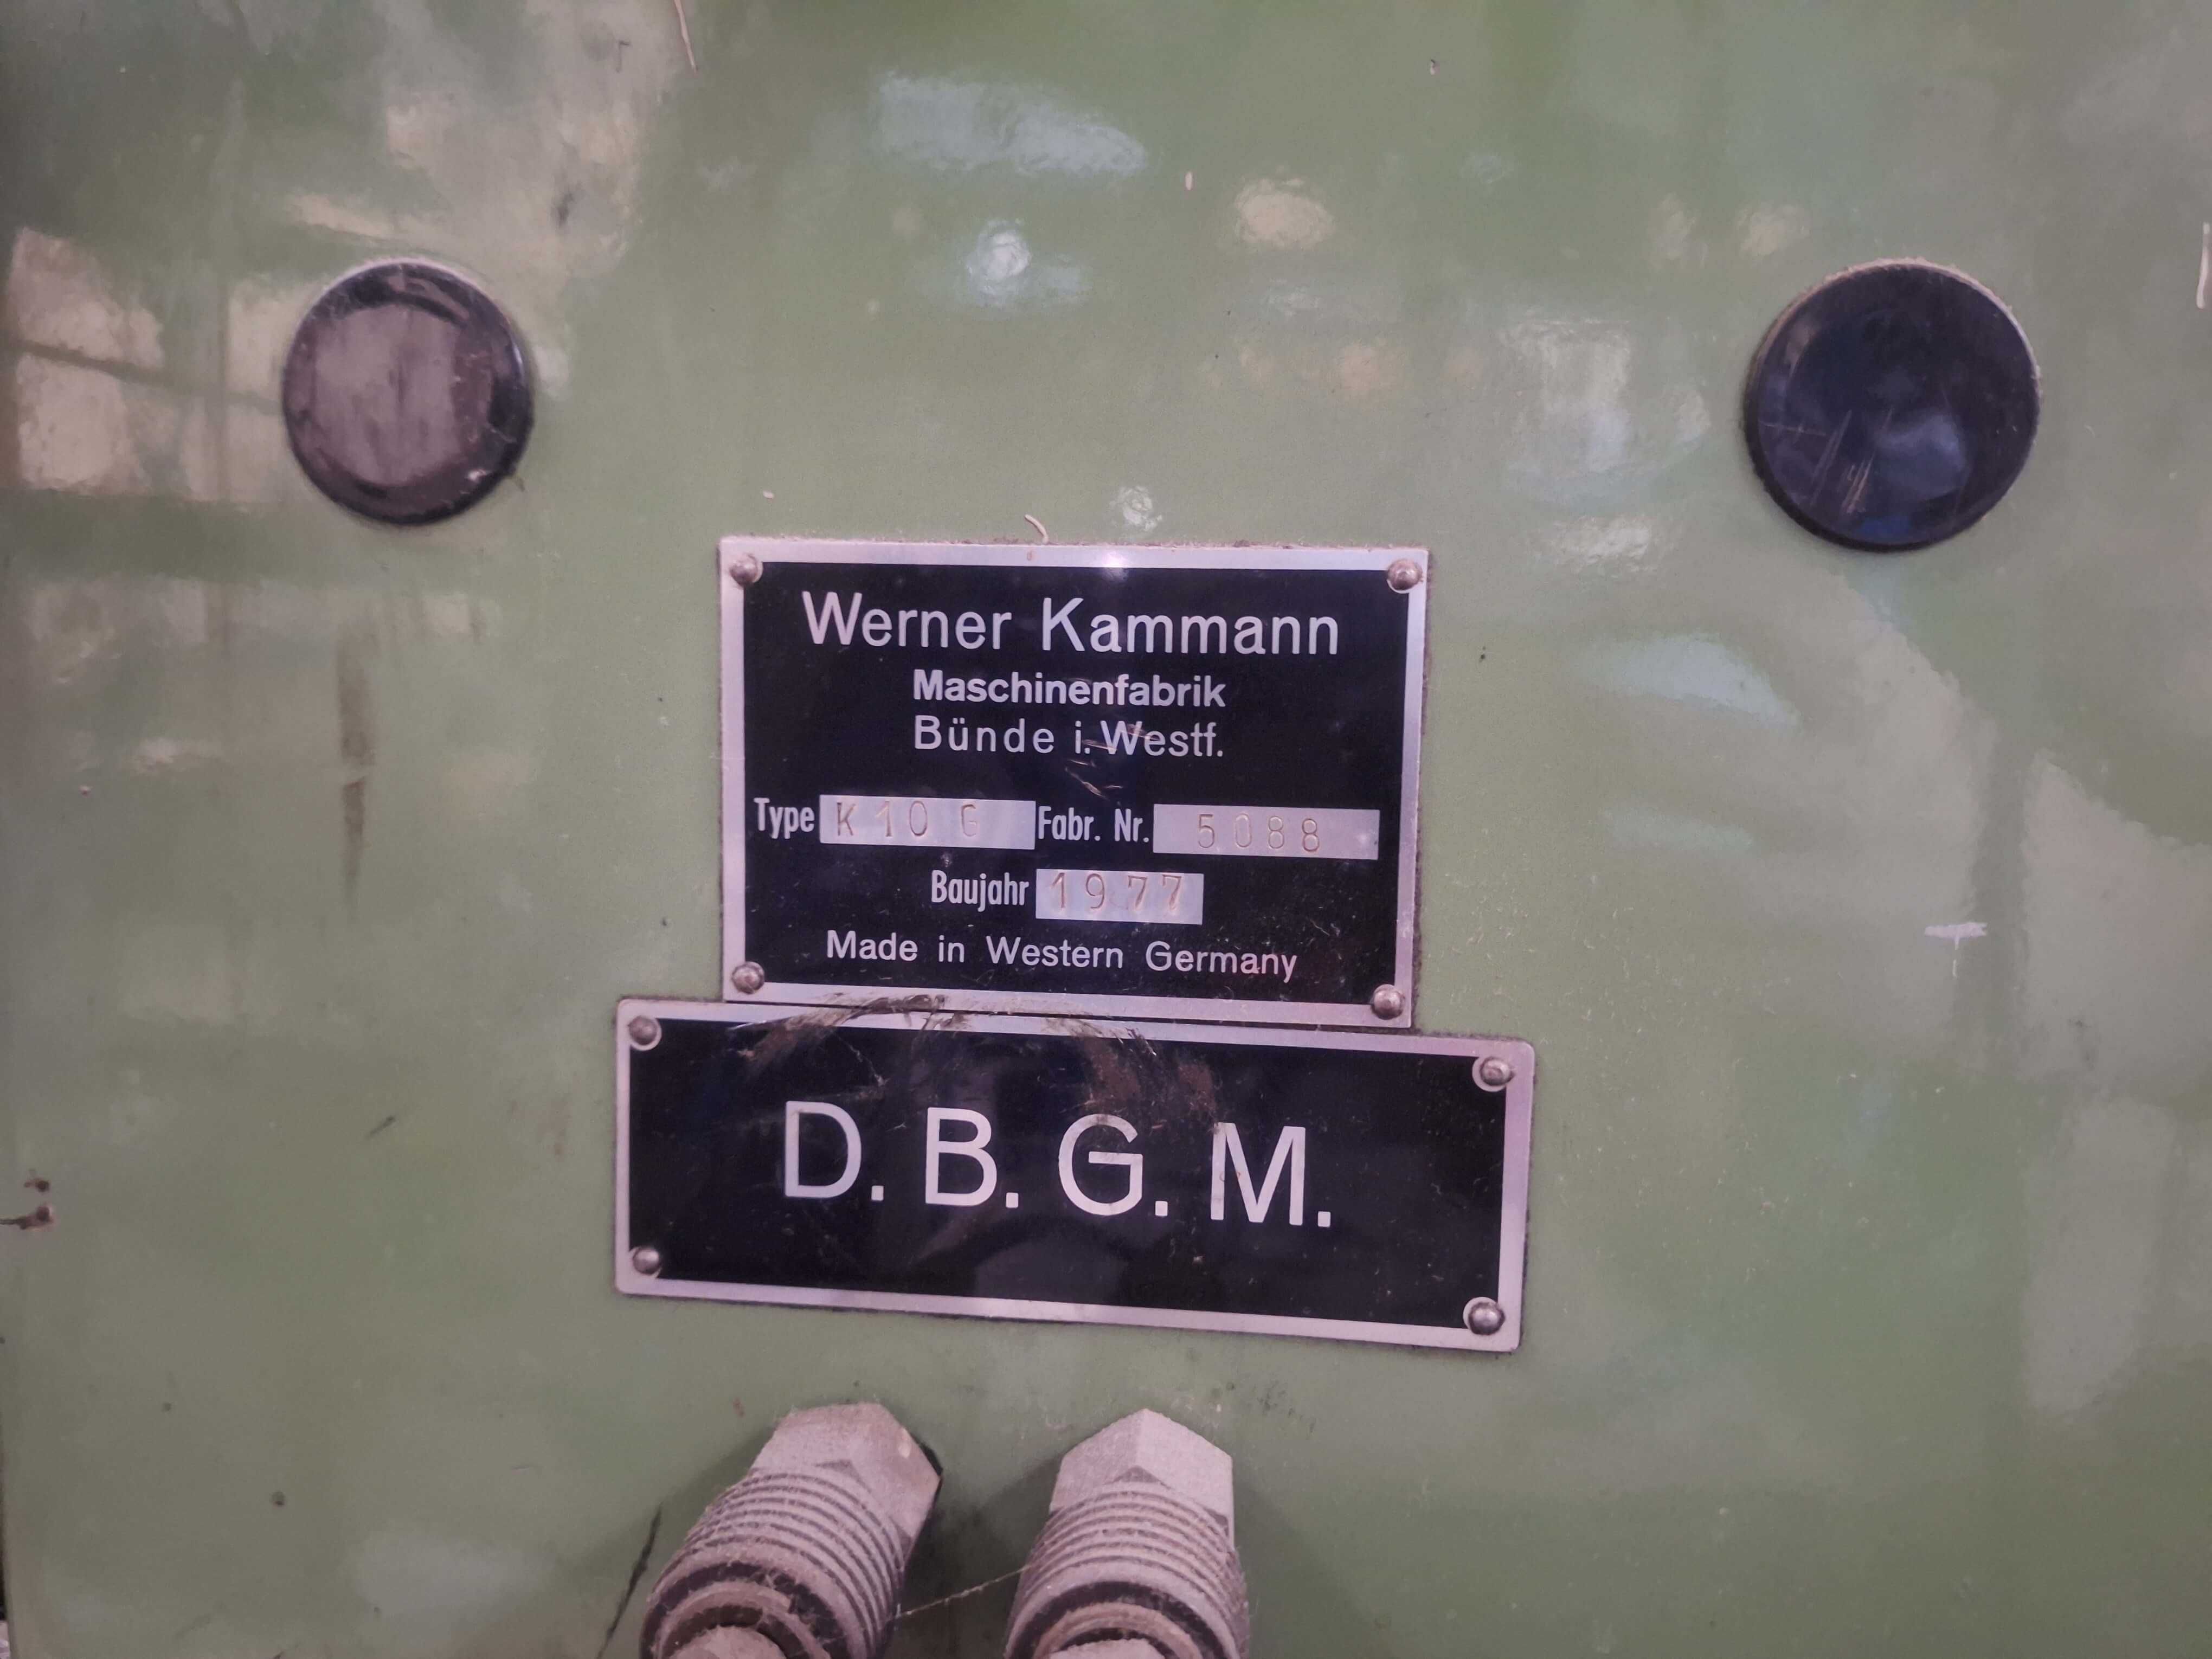 Werner Kammann
Maschinenfabrik
Bünde i. Westf.
Type K 10 G Fabr. Nr. 5088
Baujahr 1977
Made in Western Germany
D. B. G. M.